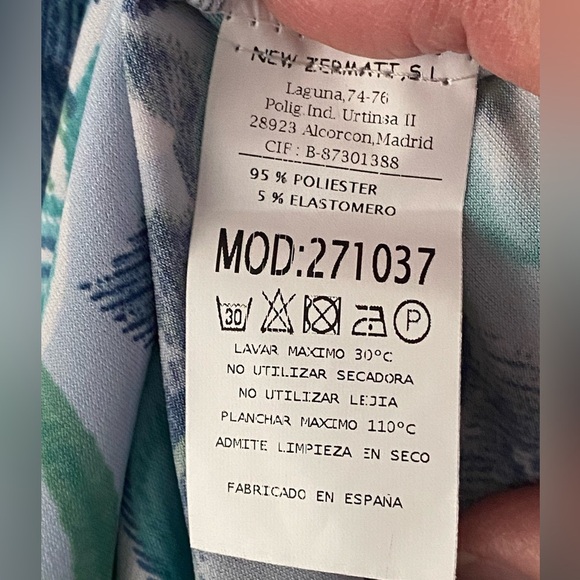 NEW ZERMATT,S.L.
Laguna,74-76
Polig.Ind. Urtinsa II
28923 Alcorcon,Madrid
CIF: B-87301388
95 % POLIESTER
5 % ELASTOMERO
MOD:271037
30 P
LAVAR MAXIMO 30ºC
NO UTILIZAR SECADORA
NO UTILIZAR LEJIA
PLANCHAR MAXIMO 110ºC
ADMITE LIMPIEZA EN SECO
FABRICADO EN ESPAÑA